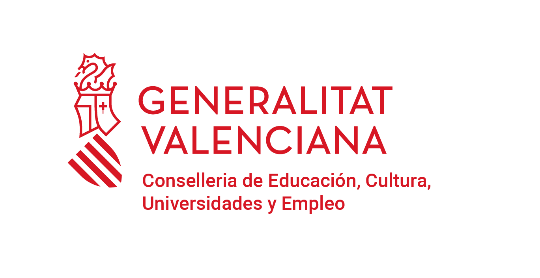 GENERALITAT
VALENCIANA
Conselleria de Educación, Cultura,
Universidades y Empleo